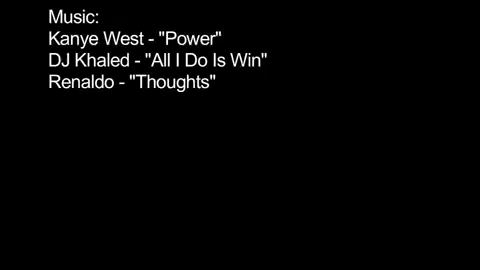 Music:
Kanye West - "Power"
DJ Khaled - "All I Do Is Win"
Renaldo - "Thoughts"